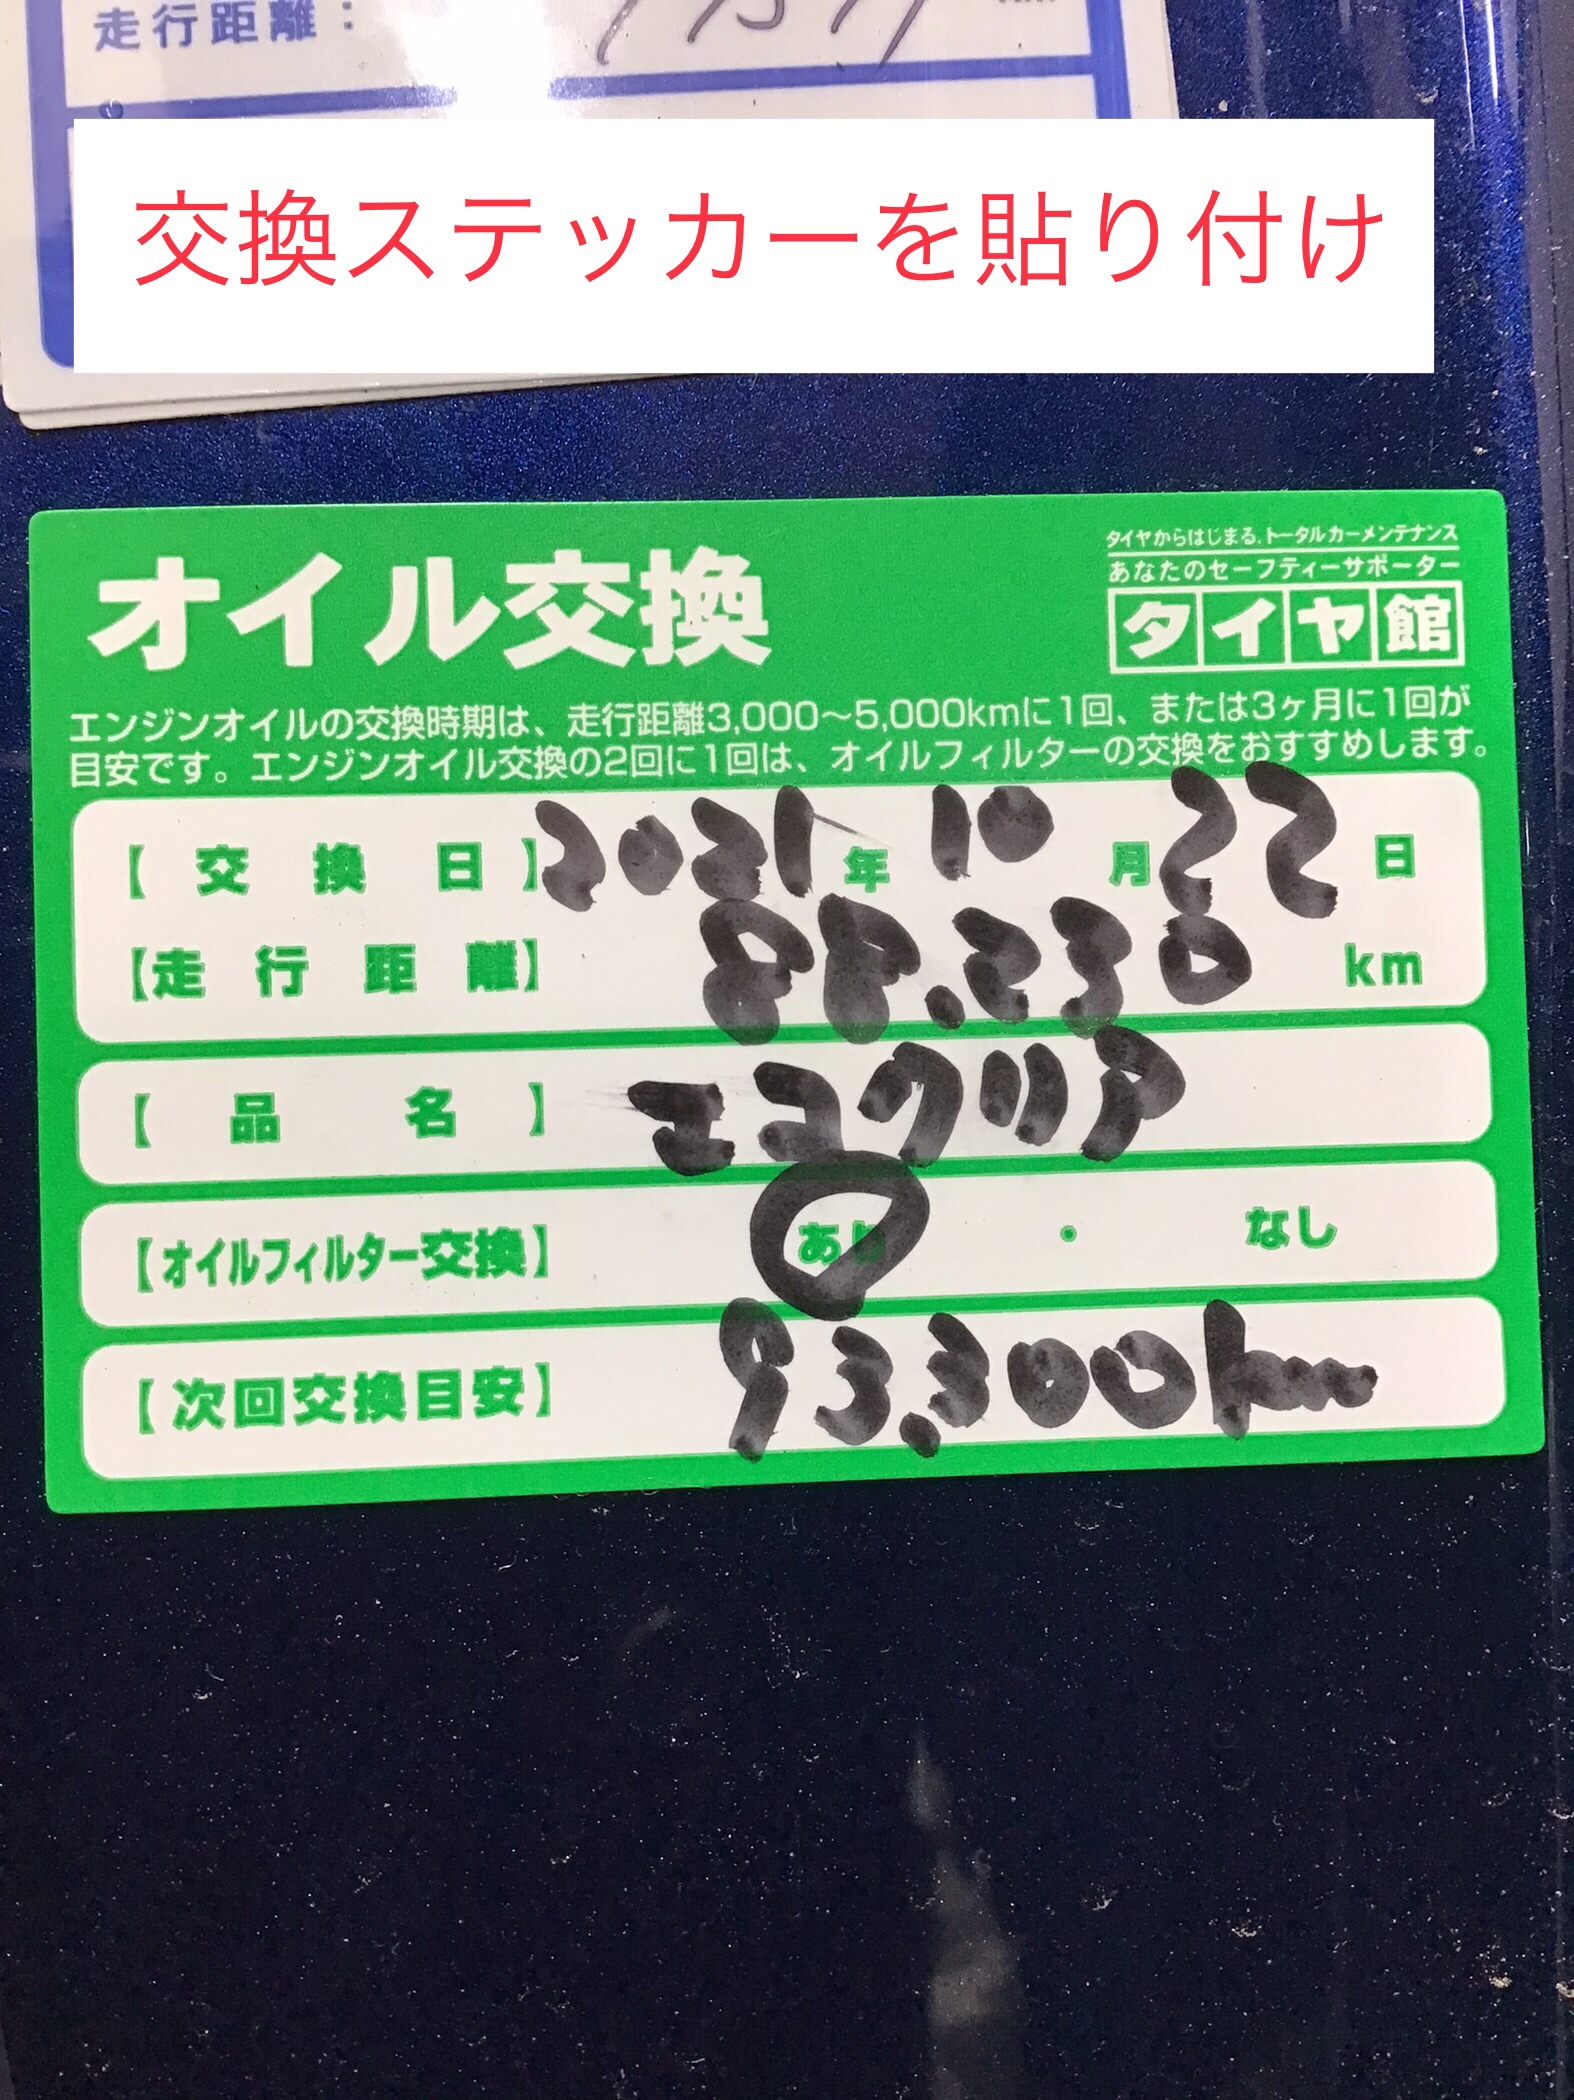 走行距離：
交換ステッカーを貼り付け
オイル交換
タイヤからはじまる、トータルカーメンテナンス
あなたのセーフティーサポーター
タイヤ館
エンジンオイルの交換時期は、走行距離3,000〜5,000kmに1回、または3ヶ月に1回が
目安です。エンジンオイル交換の2回に1回は、オイルフィルターの交換をおすすめします。
【交換日】2021年10月22日
【走行距離】88.230km
【品名】エコクリア
【オイルフィルター交換】あり・なし
【次回交換目安】93.300km